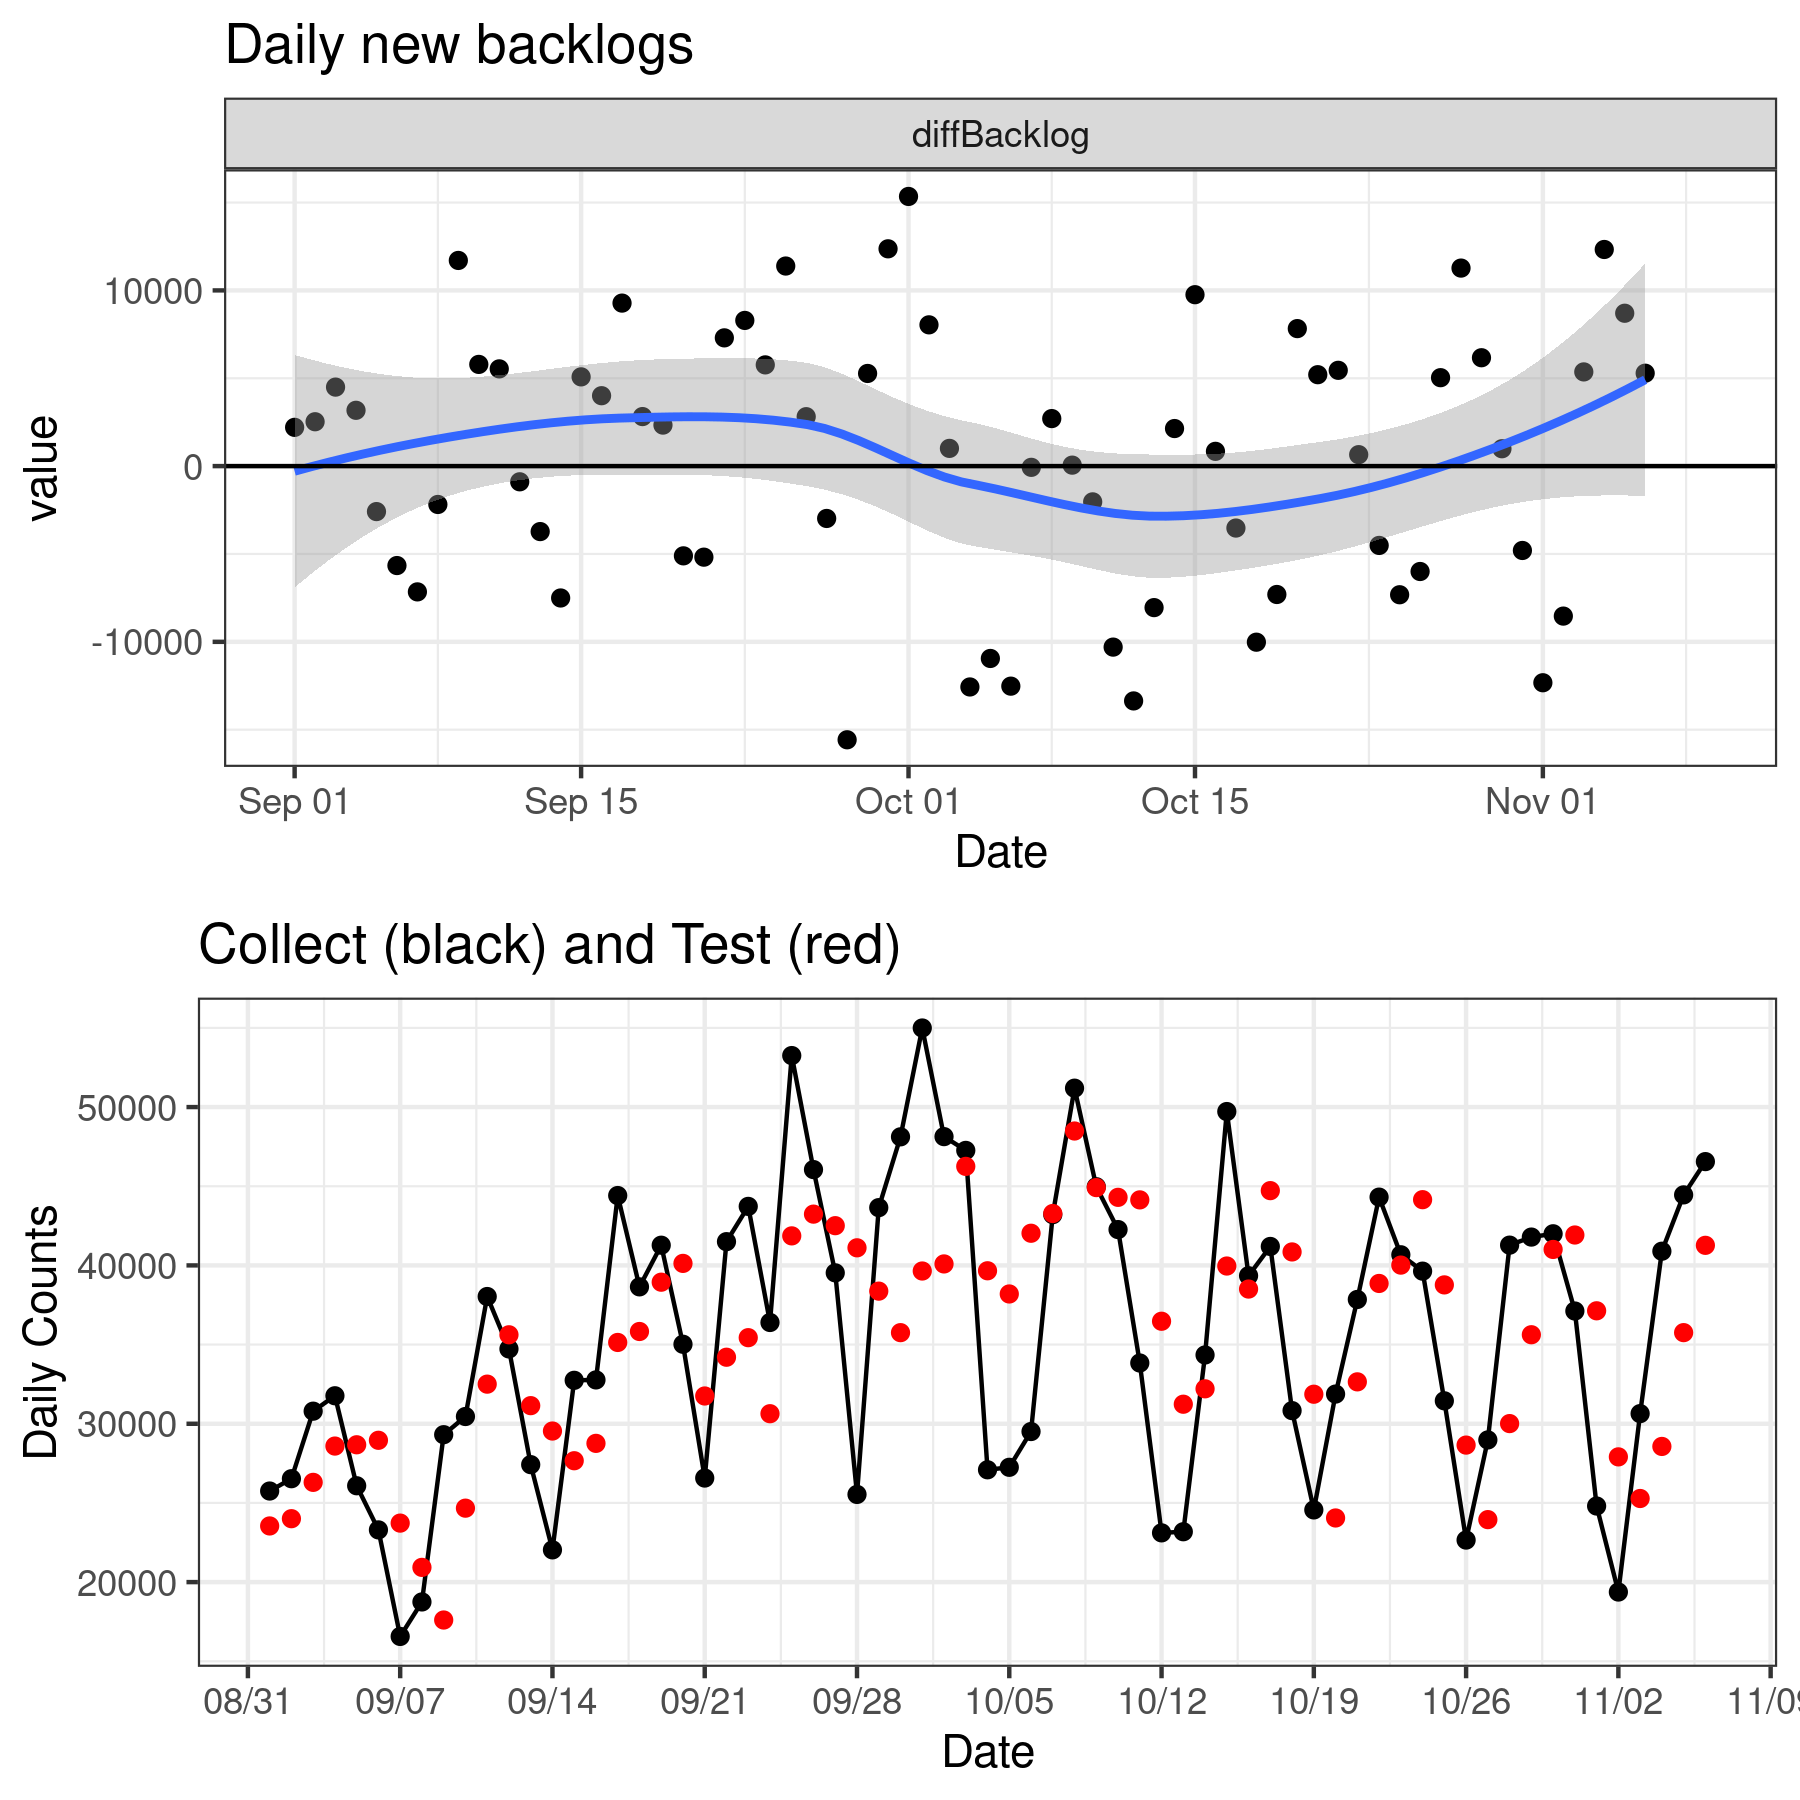 Daily new backlogs
diffBacklog
value
10000
0
-10000
Sep 01 Sep 15 Oct 01 Oct 15 Nov 01
Date
Collect (black) and Test (red)
Daily Counts
50000
40000
30000
20000
08/31 09/07 09/14 09/21 09/28 10/05 10/12 10/19 10/26 11/02 11/09
Date